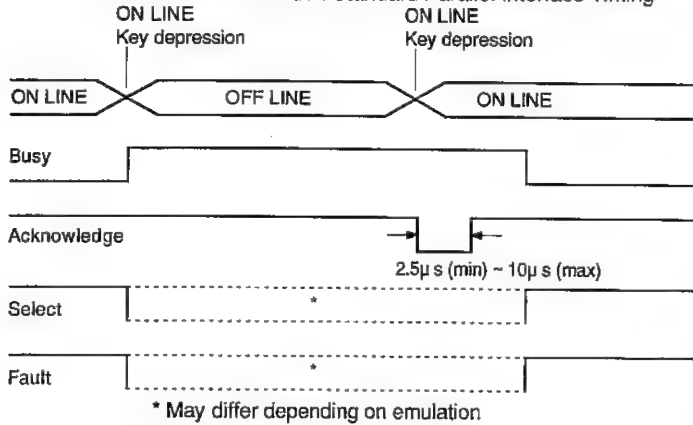 Standard Parallel Interface Timing
ON LINE
Key depression
ON LINE
Key depression
ON LINE
OFF LINE
ON LINE
Busy
Acknowledge
2.5µ s (min) ~ 10µ s (max)
Select
*
Fault
*
* May differ depending on emulation